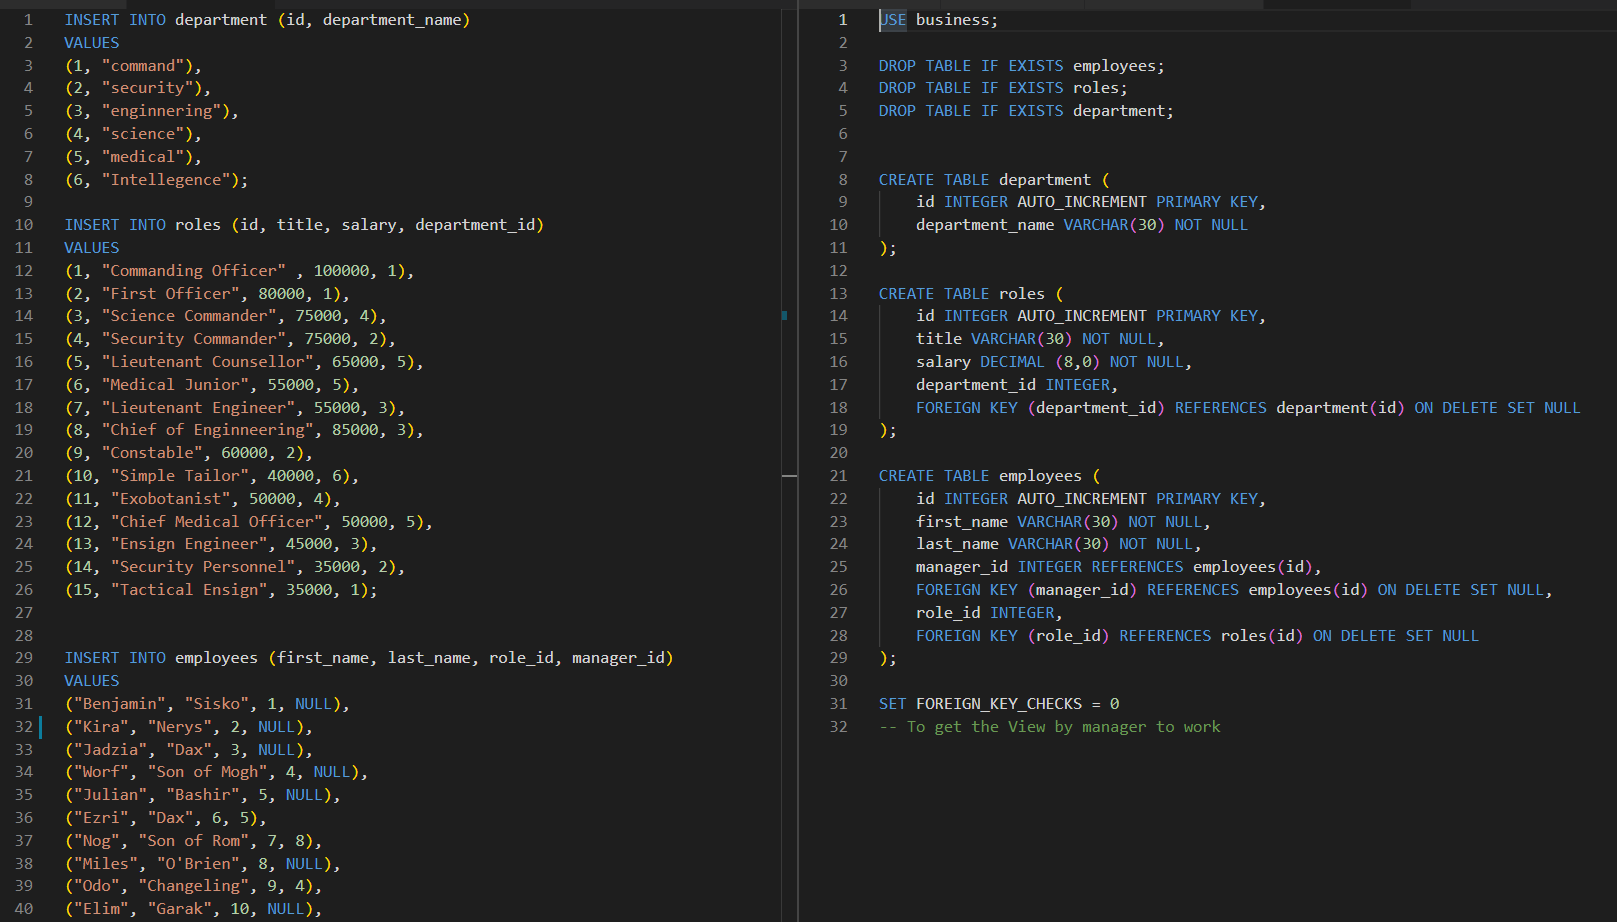 1 INSERT INTO department (id, department_name)
2 VALUES
3 (1, "command"),
4 (2, "security"),
5 (3, "enginnering"),
6 (4, "science"),
7 (5, "medical"),
8 (6, "Intellegence");
9
10 INSERT INTO roles (id, title, salary, department_id)
11 VALUES
12 (1, "Commanding Officer" , 100000, 1),
13 (2, "First Officer", 80000, 1),
14 (3, "Science Commander", 75000, 4),
15 (4, "Security Commander", 75000, 2),
16 (5, "Lieutenant Counsellor", 65000, 5),
17 (6, "Medical Junior", 55000, 5),
18 (7, "Lieutenant Engineer", 55000, 3),
19 (8, "Chief of Enginneering", 85000, 3),
20 (9, "Constable", 60000, 2),
21 (10, "Simple Tailor", 40000, 6),
22 (11, "Exobotanist", 50000, 4),
23 (12, "Chief Medical Officer", 50000, 5),
24 (13, "Ensign Engineer", 45000, 3),
25 (14, "Security Personnel", 35000, 2),
26 (15, "Tactical Ensign", 35000, 1);
27
28
29 INSERT INTO employees (first_name, last_name, role_id, manager_id)
30 VALUES
31 ("Benjamin", "Sisko", 1, NULL),
32 ("Kira", "Nerys", 2, NULL),
33 ("Jadzia", "Dax", 3, NULL),
34 ("Worf", "Son of Mogh", 4, NULL),
35 ("Julian", "Bashir", 5, NULL),
36 ("Ezri", "Dax", 6, 5),
37 ("Nog", "Son of Rom", 7, 8),
38 ("Miles", "O'Brien", 8, NULL),
39 ("Odo", "Changeling", 9, 4),
40 ("Elim", "Garak", 10, NULL),
1 USE business;
2
3 DROP TABLE IF EXISTS employees;
4 DROP TABLE IF EXISTS roles;
5 DROP TABLE IF EXISTS department;
6
7
8 CREATE TABLE department (
9 id INTEGER AUTO_INCREMENT PRIMARY KEY,
10 department_name VARCHAR(30) NOT NULL
11 );
12
13 CREATE TABLE roles (
14 id INTEGER AUTO_INCREMENT PRIMARY KEY,
15 title VARCHAR(30) NOT NULL,
16 salary DECIMAL (8,0) NOT NULL,
17 department_id INTEGER,
18 FOREIGN KEY (department_id) REFERENCES department(id) ON DELETE SET NULL
19 );
20
21 CREATE TABLE employees (
22 id INTEGER AUTO_INCREMENT PRIMARY KEY,
23 first_name VARCHAR(30) NOT NULL,
24 last_name VARCHAR(30) NOT NULL,
25 manager_id INTEGER REFERENCES employees(id),
26 FOREIGN KEY (manager_id) REFERENCES employees(id) ON DELETE SET NULL,
27 role_id INTEGER,
28 FOREIGN KEY (role_id) REFERENCES roles(id) ON DELETE SET NULL
29 );
30
31 SET FOREIGN_KEY_CHECKS = 0
32 -- To get the View by manager to work